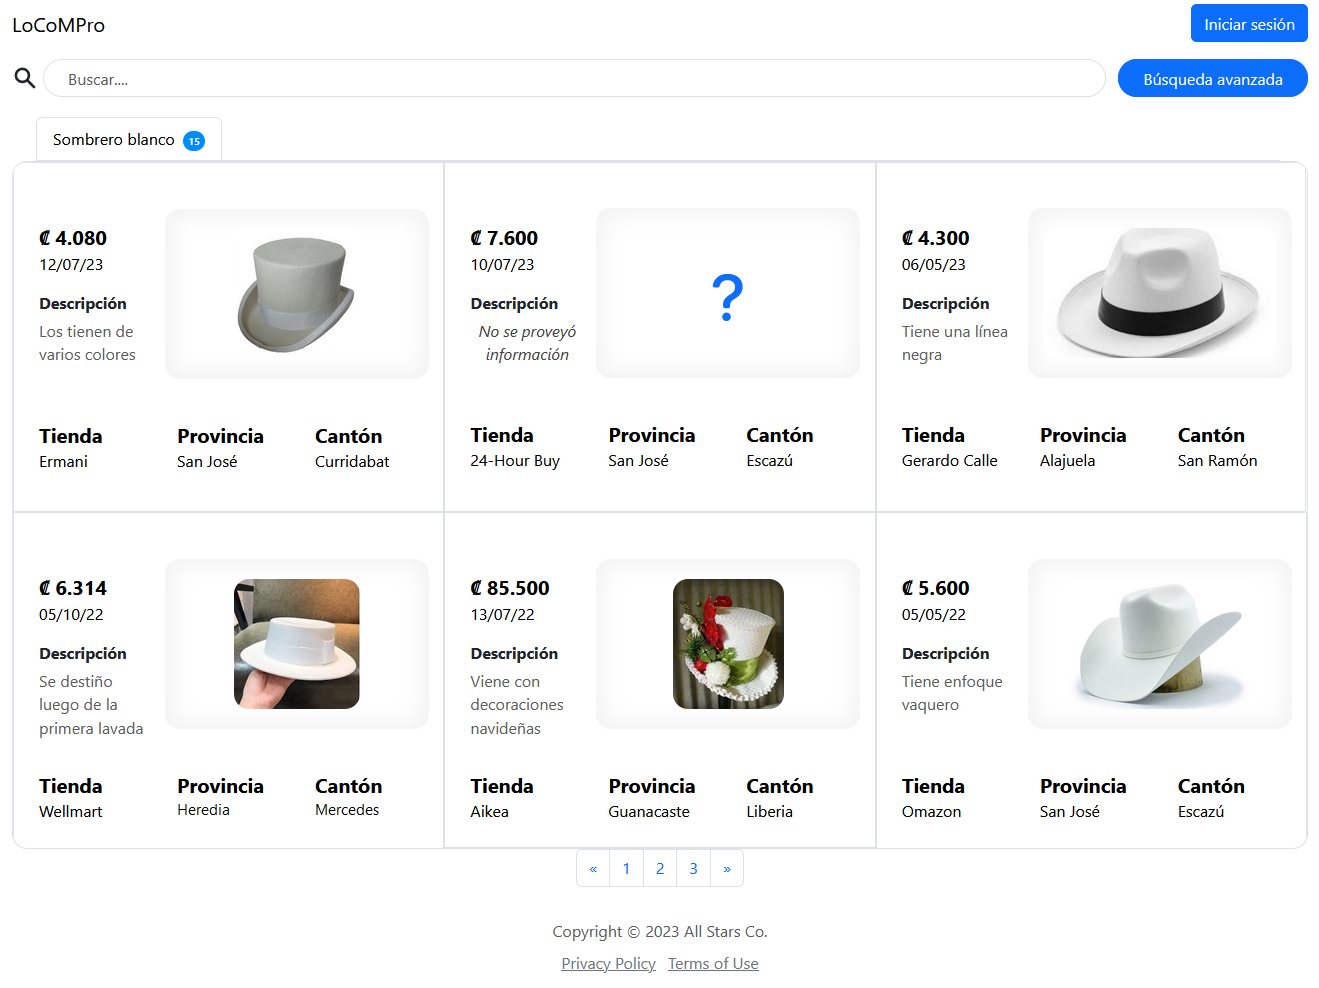 LoCoMPro
Iniciar sesión
Buscar....
Búsqueda avanzada
Sombrero blanco 15
₡ 4.080
12/07/23
Descripción
Los tienen de
varios colores
Tienda Provincia Cantón
Ermani San José Curridabat
₡ 7.600
10/07/23
Descripción
No se proveyó
información
?
Tienda Provincia Cantón
24-Hour Buy San José Escazú
₡ 4.300
06/05/23
Descripción
Tiene una línea
negra
Tienda Provincia Cantón
Gerardo Calle Alajuela San Ramón
₡ 6.314
05/10/22
Descripción
Se destiño
luego de la
primera lavada
Tienda Provincia Cantón
Wellmart Heredia Mercedes
₡ 85.500
13/07/22
Descripción
Viene con
decoraciones
navideñas
Tienda Provincia Cantón
Aikea Guanacaste Liberia
₡ 5.600
05/05/22
Descripción
Tiene enfoque
vaquero
Tienda Provincia Cantón
Omazon San José Escazú
« 1 2 3 »
Copyright © 2023 All Stars Co.
Privacy Policy Terms of Use